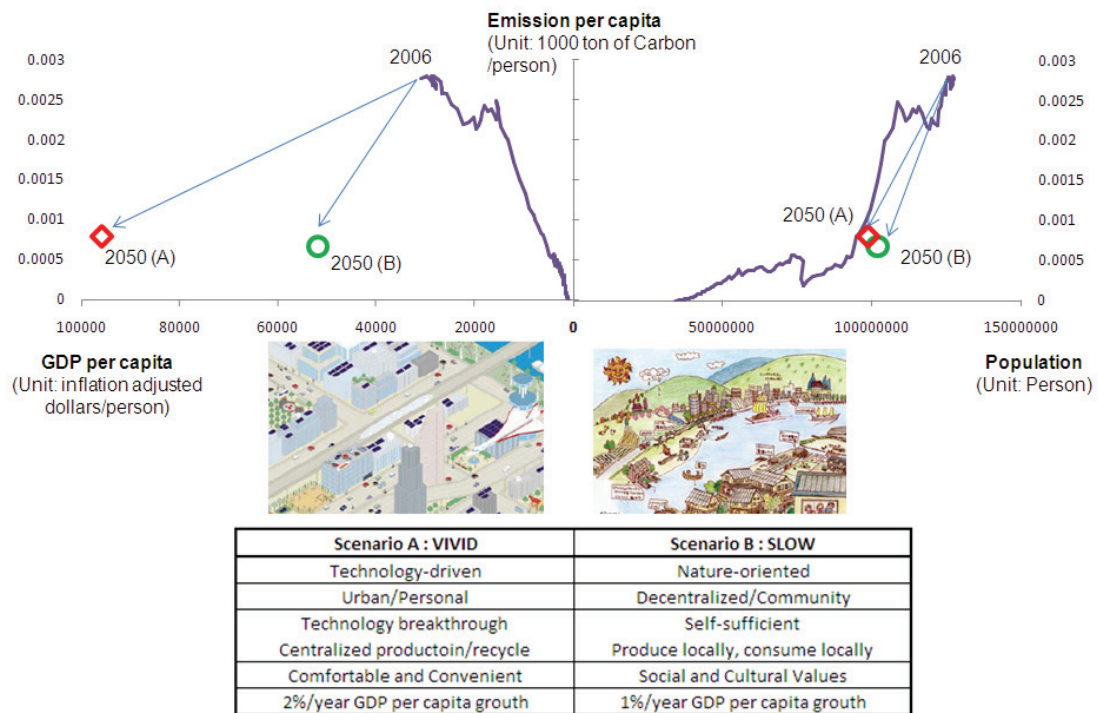 Emission per capita
(Unit: 1000 ton of Carbon
/person)
2006
2006
0.003
0.0025
0.002
0.0015
0.001
0.0005
0
0.003
0.0025
0.002
0.0015
0.001
0.0005
0
2050 (A)
2050 (B)
2050 (A)
2050 (B)
100000 80000 60000 40000 20000 0 50000000 100000000 150000000
GDP per capita
(Unit: inflation adjusted
dollars/person)
Population
(Unit: Person)
Scenario A : VIVID Scenario B : SLOW
Technology-driven Nature-oriented
Urban/Personal Decentralized/Community
Technology breakthrough Self-sufficient
Centralized productoin/recycle Produce locally, consume locally
Comfortable and Convenient Social and Cultural Values
2%/year GDP per capita grouth 1%/year GDP per capita grouth